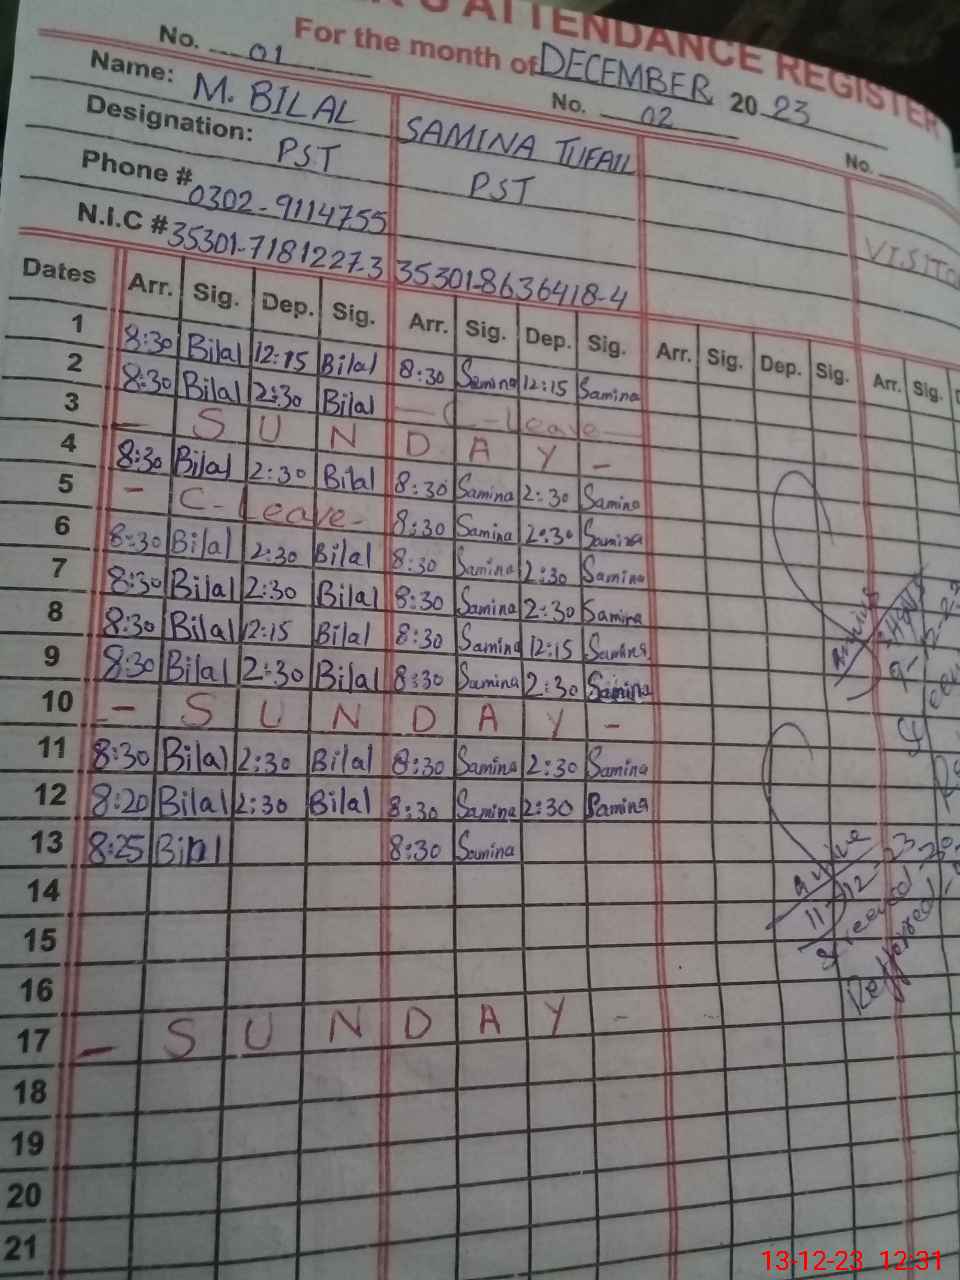 R'S ATTENDANCE REGISTER
For the month of DECEMBER 2023
No. 01 No. 02 No.
Name: M. BILAL SAMINA TUFAIL
Designation: PST PST
Phone # 0302-9114755 VISITO
N.I.C # 35301-7181227-3 35301-8636418-4
Dates Arr. Sig. Dep. Sig. Arr. Sig. Dep. Sig. Arr. Sig. Dep. Sig. Arr. Sig. D
1 8:30 Bilal 12:15 Bilal 8:30 Samina 12:15 Samina
2 8:30 Bilal 2:30 Bilal — C-Leave —
3 - S U N D A Y -
4 8:30 Bilal 2:30 Bilal 8:30 Samina 2:30 Samina
5 - C-Leave - 8:30 Samina 2:30 Samina
6 8:30 Bilal 2:30 Bilal 8:30 Samina 2:30 Samina
7 8:30 Bilal 2:30 Bilal 8:30 Samina 2:30 Samina
8 8:30 Bilal 12:15 Bilal 8:30 Samina 12:15 Samina
9 8:30 Bilal 2:30 Bilal 8:30 Samina 2:30 Samina
10 - S U N D A Y -
11 8:30 Bilal 2:30 Bilal 8:30 Samina 2:30 Samina
12 8:20 Bilal 2:30 Bilal 8:30 Samina 2:30 Samina
13 8:25 Bilal 8:30 Samina
14
15
16
17 - S U N D A Y -
18
19
20
21
11-12-23
Refferred
13-12-23 12:31